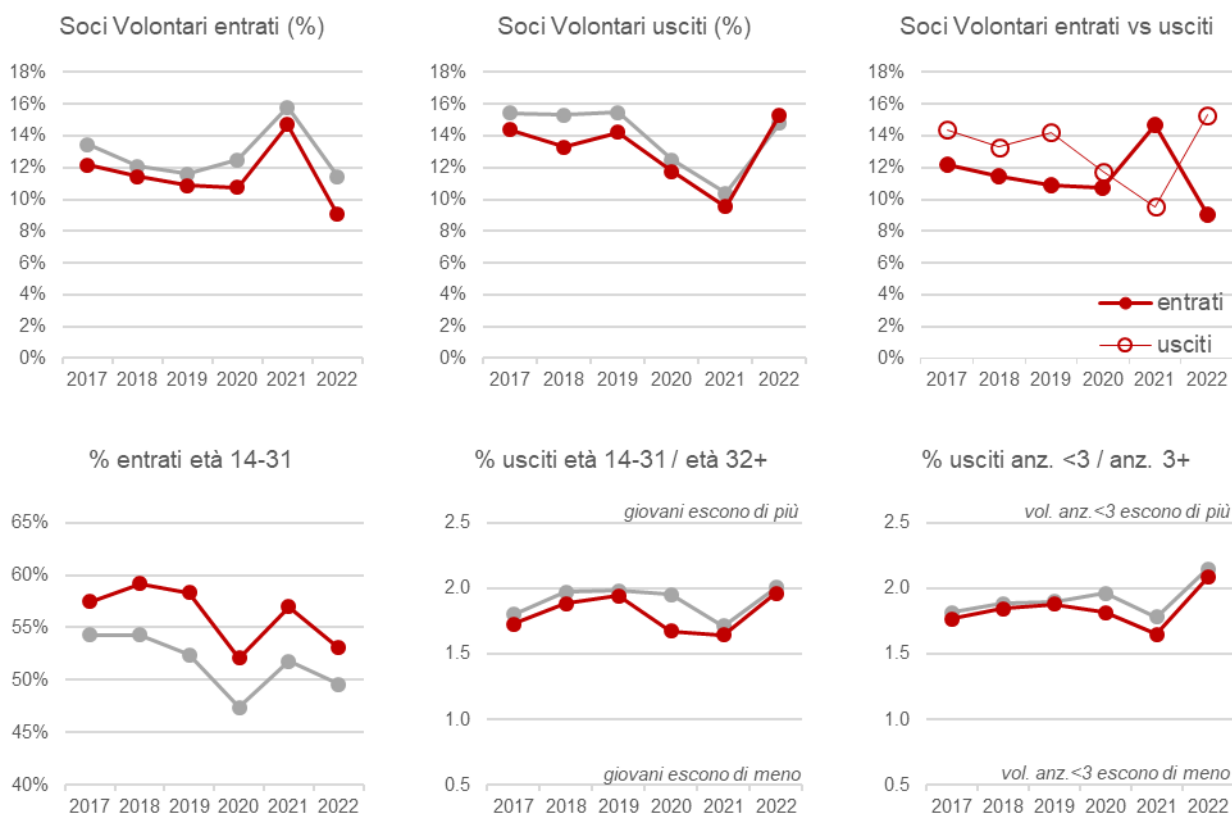 Soci Volontari entrati (%)
18%
16%
14%
12%
10%
8%
6%
4%
2%
0%
2017 2018 2019 2020 2021 2022
Soci Volontari usciti (%)
18%
16%
14%
12%
10%
8%
6%
4%
2%
0%
2017 2018 2019 2020 2021 2022
Soci Volontari entrati vs usciti
18%
16%
14%
12%
10%
8%
6%
4%
2%
0%
entrati
usciti
2017 2018 2019 2020 2021 2022
% entrati età 14-31
65%
60%
55%
50%
45%
40%
2017 2018 2019 2020 2021 2022
% usciti età 14-31 / età 32+
2.5
giovani escono di più
2.0
1.5
1.0
giovani escono di meno
0.5
2017 2018 2019 2020 2021 2022
% usciti anz. <3 / anz. 3+
2.5
vol. anz.<3 escono di più
2.0
1.5
1.0
vol. anz.<3 escono di meno
0.5
2017 2018 2019 2020 2021 2022